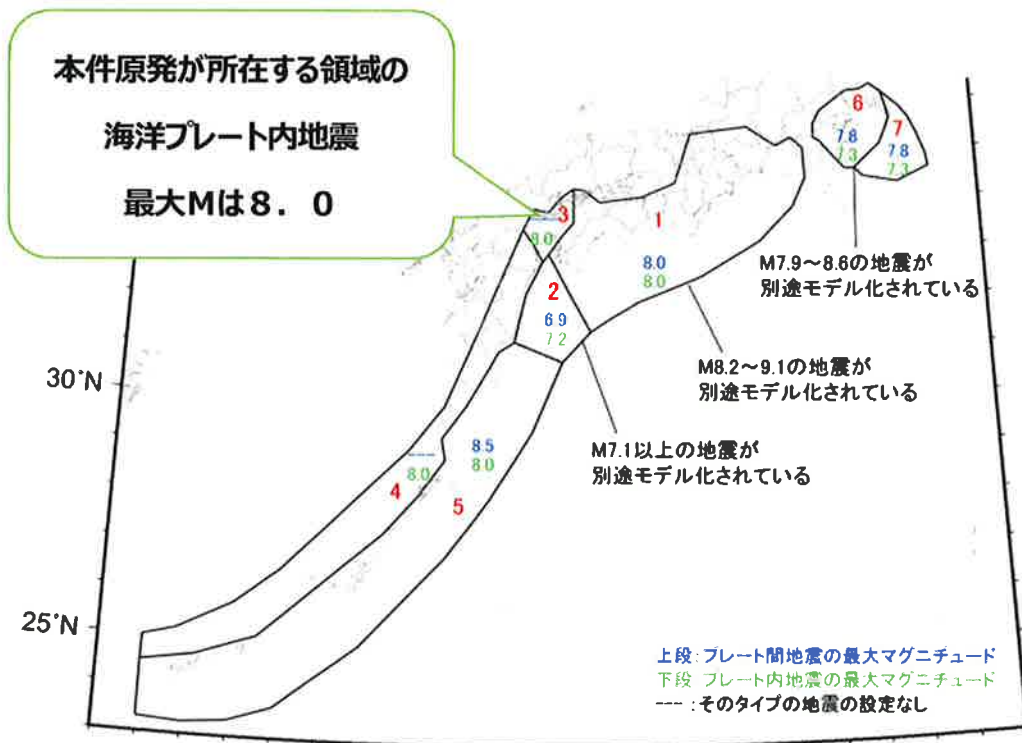 本件原発が所在する領域の
海洋プレート内地震
最大Mは８．０
6
7.8
7.3
7
7.8
7.3
3
---
8.0
1
8.0
8.0
M7.9～8.6の地震が
別途モデル化されている
2
6.9
7.2
30°N
M8.2～9.1の地震が
別途モデル化されている
M7.1以上の地震が
別途モデル化されている
---
8.0
4
8.5
8.0
5
25°N
上段:プレート間地震の最大マグニチュード
下段 プレート内地震の最大マグニチュード
---:そのタイプの地震の設定なし